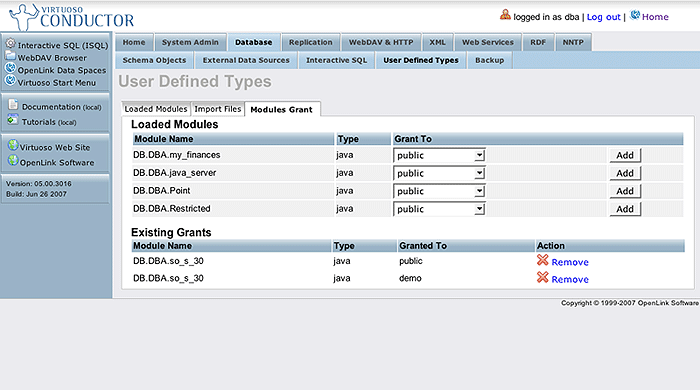 VIRTUOSO
CONDUCTOR
logged in as dba | Log out | Home
Interactive SQL (ISQL)
WebDAV Browser
OpenLink Data Spaces
Virtuoso Start Menu
Documentation (local)
Tutorials (local)
Virtuoso Web Site
OpenLink Software
Version: 05.00.3016
Build: Jun 26 2007
Home System Admin Database Replication WebDAV & HTTP XML Web Services RDF NNTP
Schema Objects External Data Sources Interactive SQL User Defined Types Backup
User Defined Types
Loaded Modules Import Files Modules Grant
Loaded Modules
Module Name Type Grant To
DB.DBA.my_finances java public Add
DB.DBA.java_server java public Add
DB.DBA.Point java public Add
DB.DBA.Restricted java public Add
Existing Grants
Module Name Type Granted To Action
DB.DBA.so_s_30 java public Remove
DB.DBA.so_s_30 java demo Remove
Copyright © 1999-2007 OpenLink Software